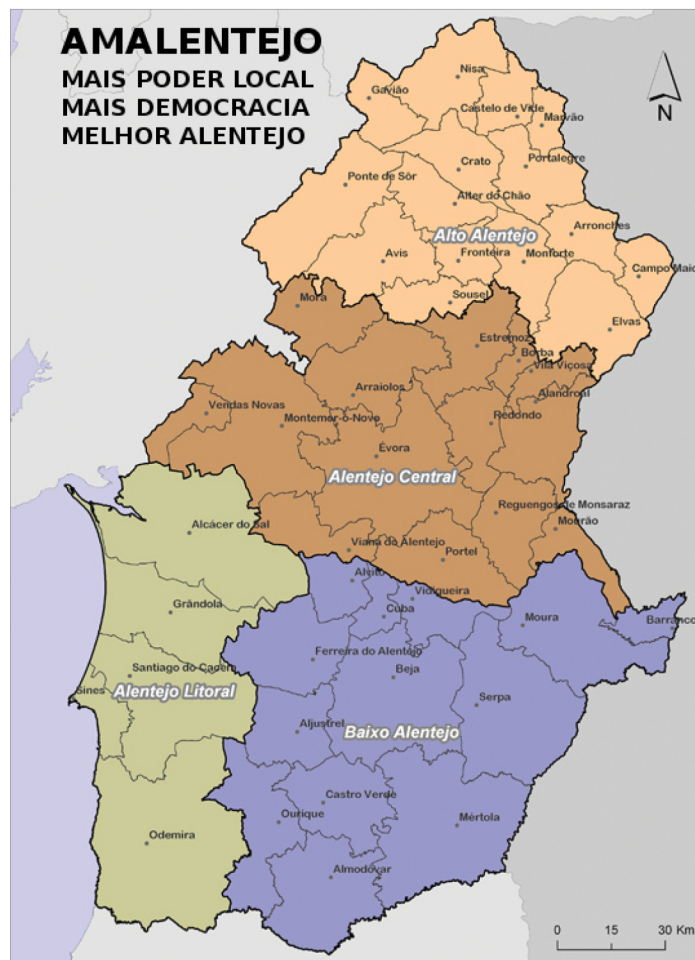 AMALENTEJO
MAIS PODER LOCAL
MAIS DEMOCRACIA
MELHOR ALENTEJO
N
Nisa
Gavião
Castelo de Vide
Marvão
Crato
Portalegre
Ponte de Sôr
Alter do Chão
Arronches
Alto Alentejo
Avis
Fronteira
Monforte
Campo Maio
Sousel
Mora
Elvas
Estremoz
Borba
Vila Viçosa
Arraiolos
Alandroal
Vendas Novas
Montemor-o-Novo
Redondo
Évora
Alentejo Central
Reguengos de Monsaraz
Mourão
Alcácer do Sal
Viana do Alentejo
Portel
Alvito
Vidigueira
Grândola
Cuba
Moura
Barranco
Ferreira do Alentejo
Santiago do Cacém
Beja
Sines
Alentejo Litoral
Serpa
Aljustrel
Baixo Alentejo
Castro Verde
Ourique
Mértola
Odemira
Almodôvar
0 15 30 Km